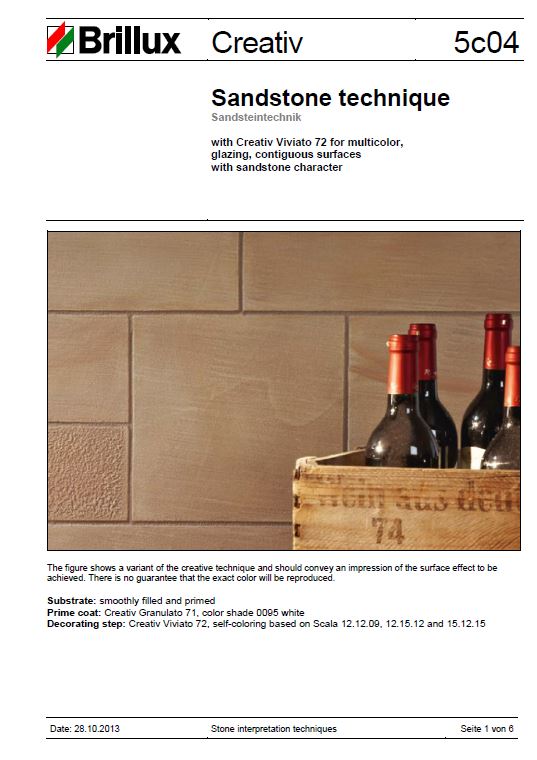 Brillux Creativ 5c04
Sandstone technique
Sandsteintechnik
with Creativ Viviato 72 for multicolor,
glazing, contiguous surfaces
with sandstone character
aus
74
The figure shows a variant of the creative technique and should convey an impression of the surface effect to be
achieved. There is no guarantee that the exact color will be reproduced.
Substrate: smoothly filled and primed
Prime coat: Creativ Granulato 71, color shade 0095 white
Decorating step: Creativ Viviato 72, self-coloring based on Scala 12.12.09, 12.15.12 and 15.12.15
Date: 28.10.2013 Stone interpretation techniques Seite 1 von 6